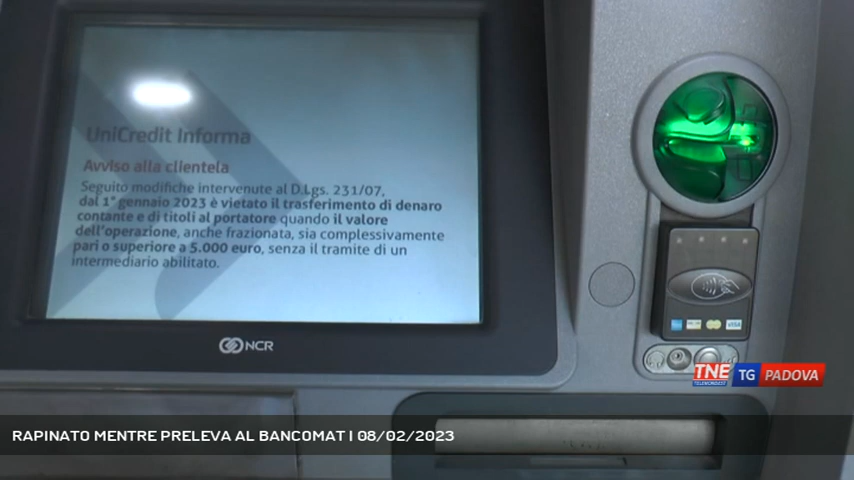 UniCredit Informa
Avviso alla clientela
Seguito modifiche intervenute al D.Lgs. 231/07,
dal 1° gennaio 2023 è vietato il trasferimento di denaro
contante e di titoli al portatore quando il valore
dell'operazione, anche frazionata, sia complessivamente
pari o superiore a 5.000 euro, senza il tramite di un
intermediario abilitato.
NCR
VISA
TNE TG PADOVA
TELENORDEST
RAPINATO MENTRE PRELEVA AL BANCOMAT | 08/02/2023